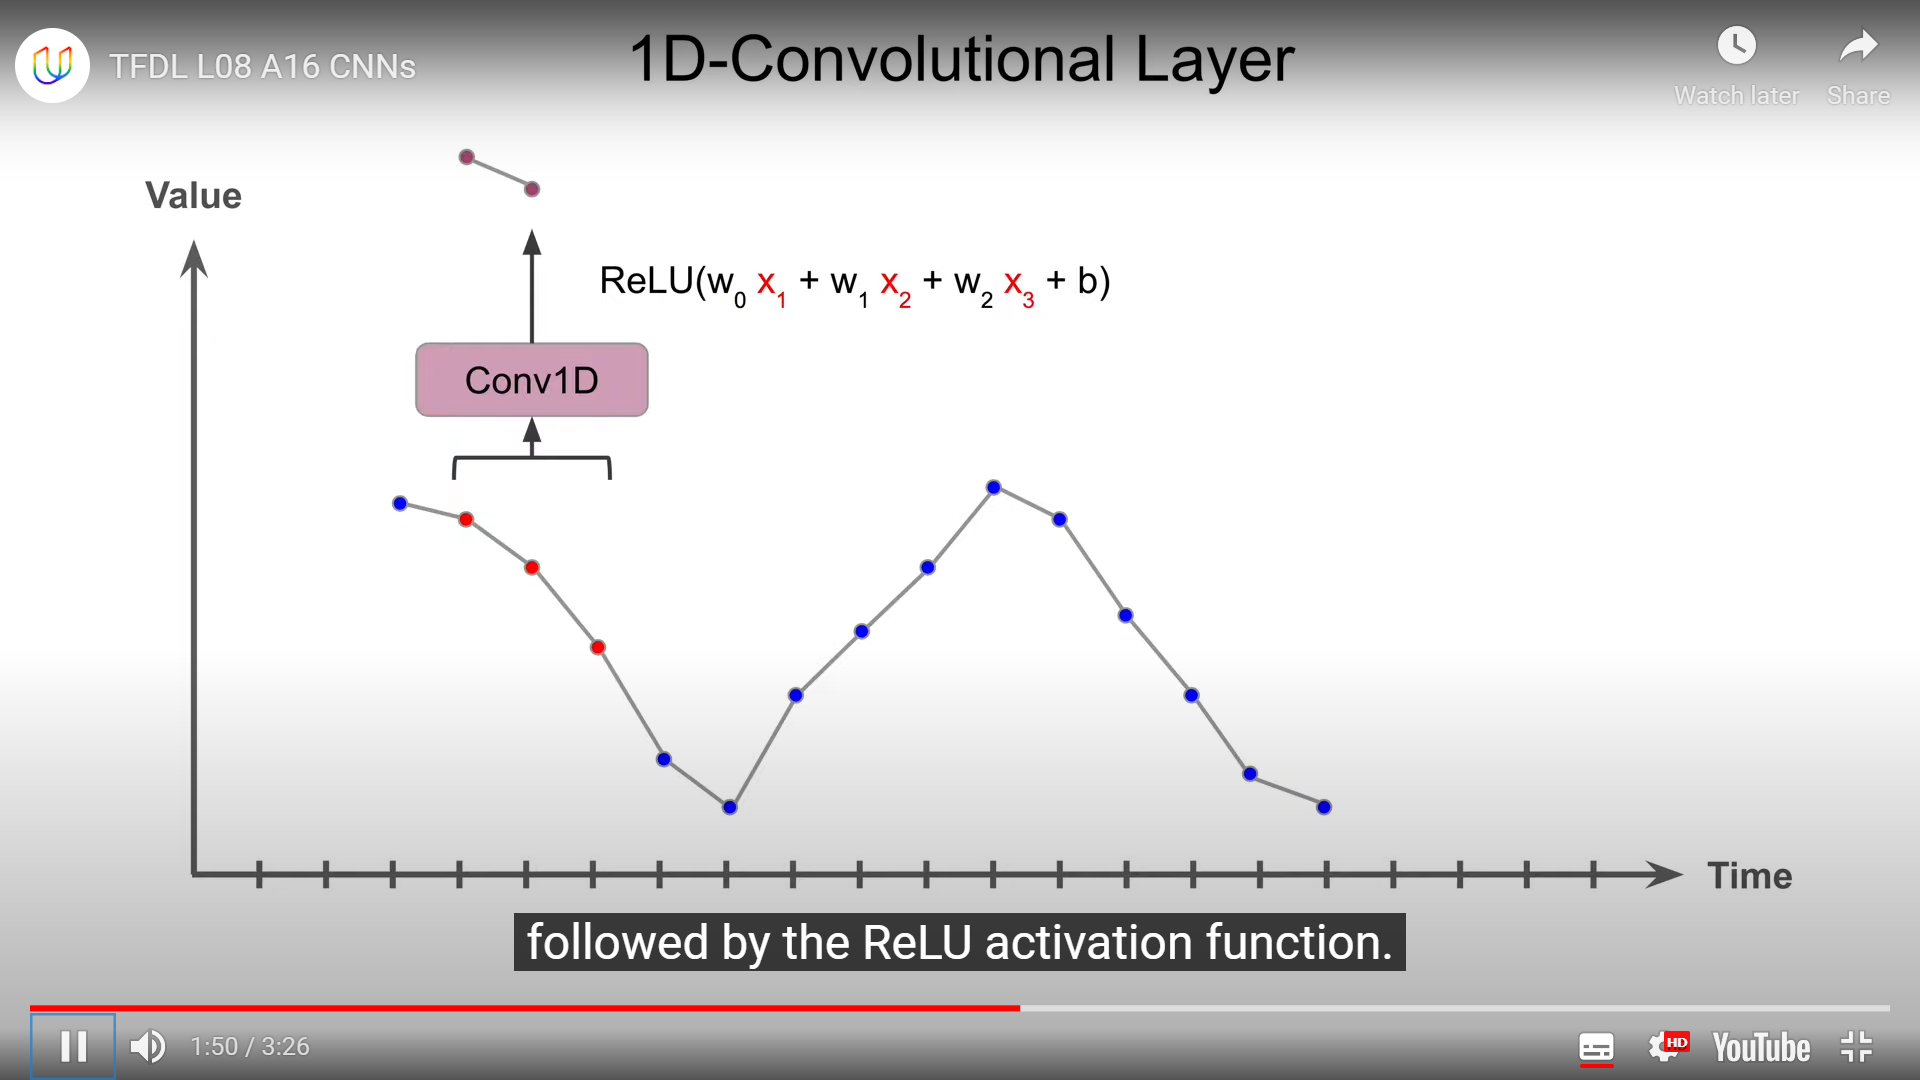 TFDL L08 A16 CNNs
1D-Convolutional Layer
Watch later
Share
Value
ReLU(w0 x1 + w1 x2 + w2 x3 + b)
Conv1D
Time
followed by the ReLU activation function.
1:50 / 3:26
HD
YouTube